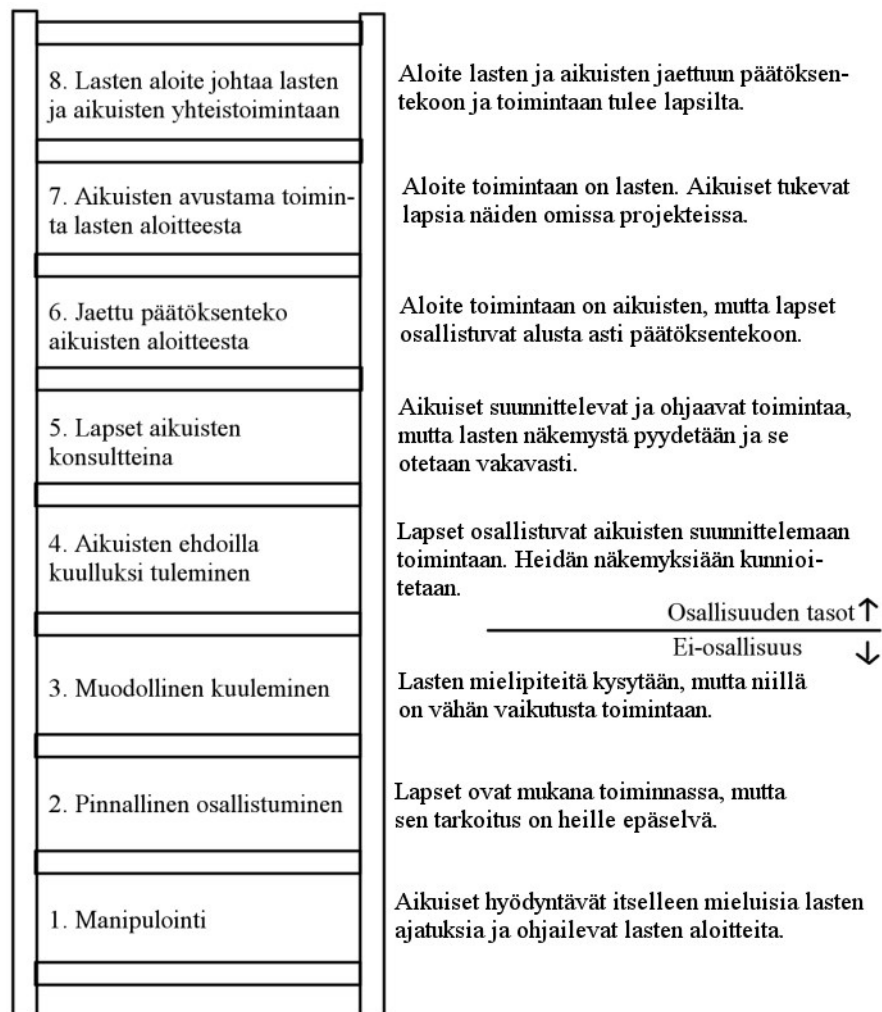 8. Lasten aloite johtaa lasten
ja aikuisten yhteistoimintaan
Aloite lasten ja aikuisten jaettuun päätöksen-
tekoon ja toimintaan tulee lapsilta.
7. Aikuisten avustama toimin-
ta lasten aloitteesta
Aloite toimintaan on lasten. Aikuiset tukevat
lapsia näiden omissa projekteissa.
6. Jaettu päätöksenteko
aikuisten aloitteesta
Aloite toimintaan on aikuisten, mutta lapset
osallistuvat alusta asti päätöksentekoon.
5. Lapset aikuisten
konsultteina
Aikuiset suunnittelevat ja ohjaavat toimintaa,
mutta lasten näkemystä pyydetään ja se
otetaan vakavasti.
4. Aikuisten ehdoilla
kuulluksi tuleminen
Lapset osallistuvat aikuisten suunnittelemaan
toimintaan. Heidän näkemyksiään kunnioi-
tetaan.
Osallisuuden tasot ↑
Ei-osallisuus ↓
3. Muodollinen kuuleminen
Lasten mielipiteitä kysytään, mutta niillä
on vähän vaikutusta toimintaan.
2. Pinnallinen osallistuminen
Lapset ovat mukana toiminnassa, mutta
sen tarkoitus on heille epäselvä.
1. Manipulointi
Aikuiset hyödyntävät itselleen mieluisia lasten
ajatuksia ja ohjailevat lasten aloitteita.